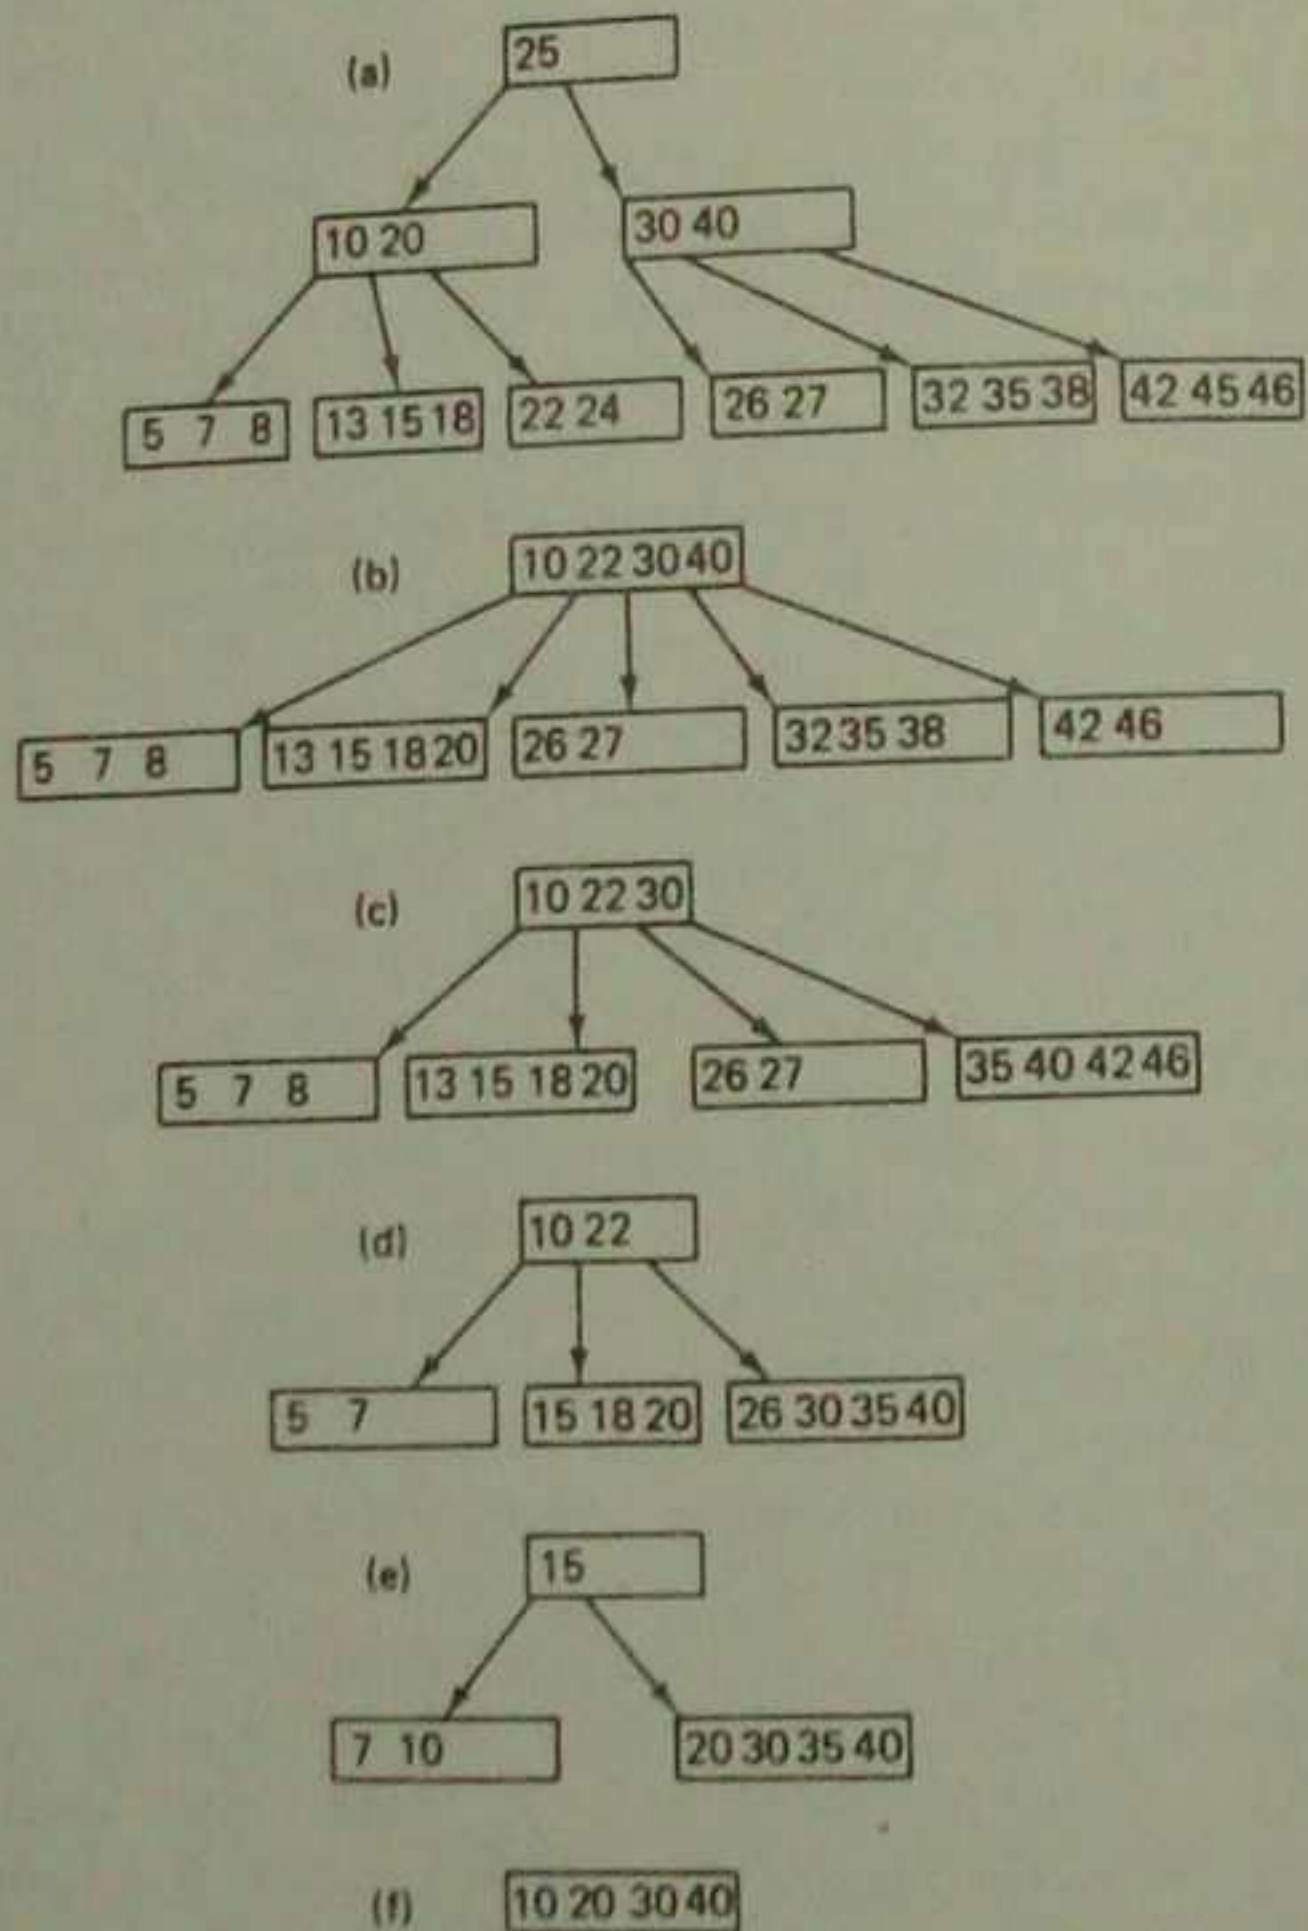 (a) 25
10 20 30 40
5 7 8 13 15 18 22 24 26 27 32 35 38 42 45 46
(b) 10 22 30 40
5 7 8 13 15 18 20 26 27 32 35 38 42 46
(c) 10 22 30
5 7 8 13 15 18 20 26 27 35 40 42 46
(d) 10 22
5 7 15 18 20 26 30 35 40
(e) 15
7 10 20 30 35 40
(f) 10 20 30 40